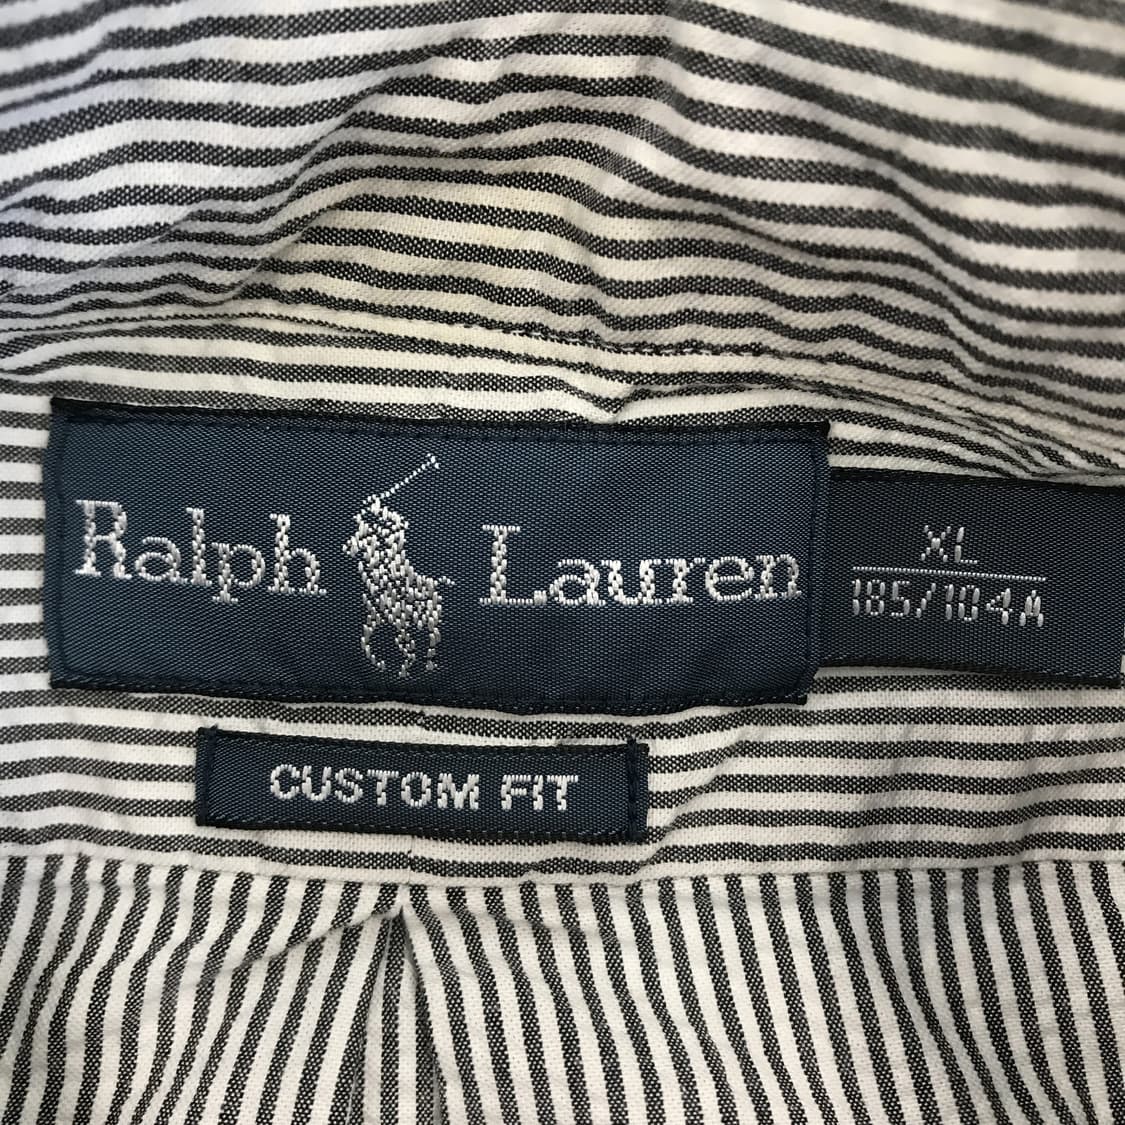 Ralph Lauren
XL
185/104A
CUSTOM FIT